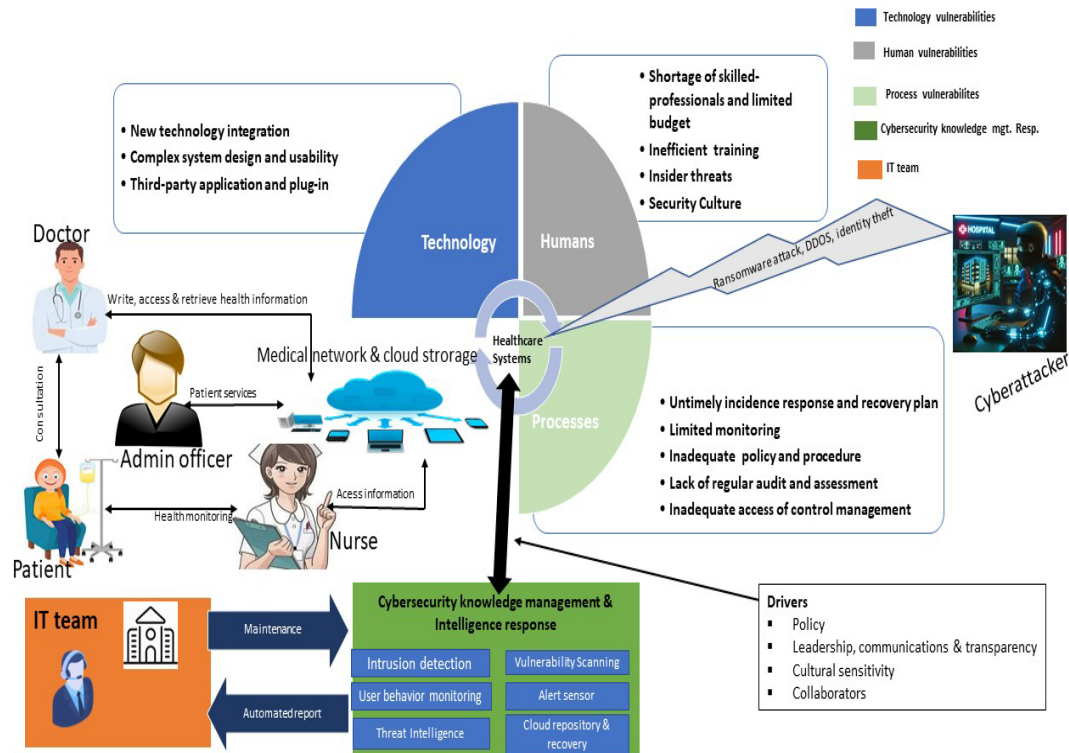 Technology vulnerabilities
Human vulnerabilities
Process vulnerabilites
Cybersecurity knowledge mgt. Resp.
IT team
• New technology integration
• Complex system design and usability
• Third-party application and plug-in
• Shortage of skilled-
professionals and limited
budget
• Inefficient training
• Insider threats
• Security Culture
Technology
Humans
Ransomware attack, DDOS, identity theft
HOSPITAL
Cyberattacker
Doctor
Write, access & retrieve health information
Healthcare
Systems
Medical network & cloud strorage
Consultation
Patient services
Admin officer
Processes
• Untimely incidence response and recovery plan
• Limited monitoring
• Inadequate policy and procedure
• Lack of regular audit and assessment
• Inadequate access of control management
Acess information
Health monitoring
Nurse
Patient
IT team
Maintenance
Automated report
Cybersecurity knowledge management &
Intelligence response
Intrusion detection
Vulnerability Scanning
User behavior monitoring
Alert sensor
Threat Intelligence
Cloud repository &
recovery
Drivers
▪ Policy
▪ Leadership, communications & transparency
▪ Cultural sensitivity
▪ Collaborators